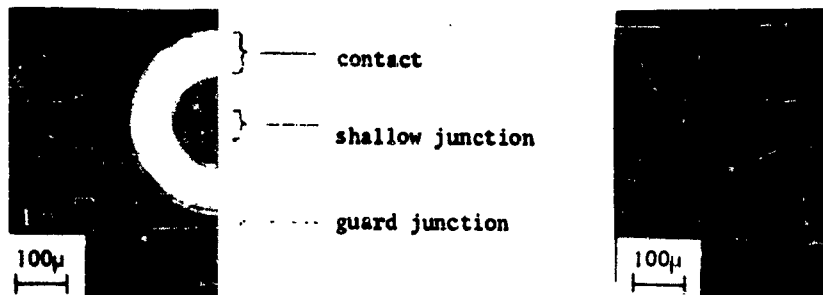 contact
shallow junction
guard junction
100μ
100μ